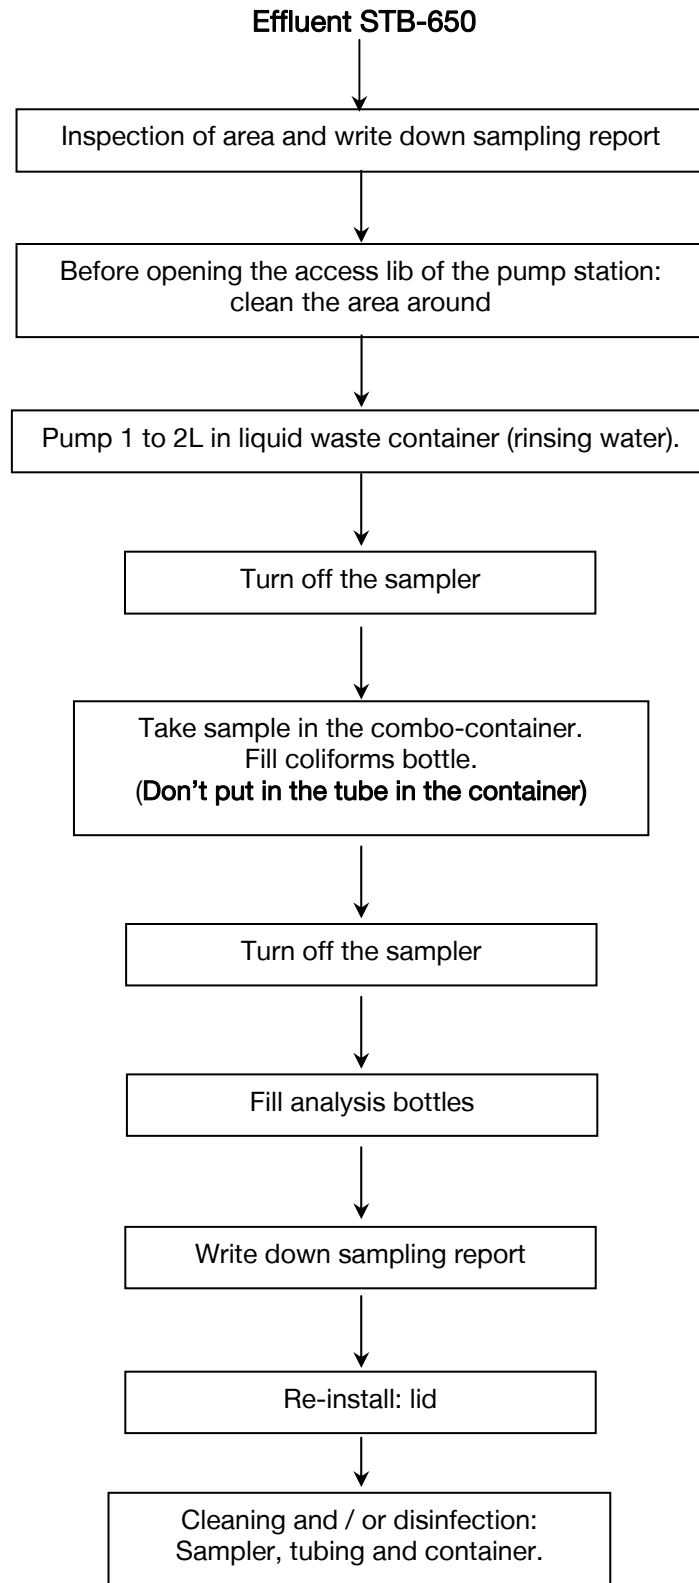 Effluent STB-650
Inspection of area and write down sampling report
Before opening the access lib of the pump station:
clean the area around
Pump 1 to 2L in liquid waste container (rinsing water).
Turn off the sampler
Take sample in the combo-container.
Fill coliforms bottle.
(Don’t put in the tube in the container)
Turn off the sampler
Fill analysis bottles
Write down sampling report
Re-install: lid
Cleaning and / or disinfection:
Sampler, tubing and container.